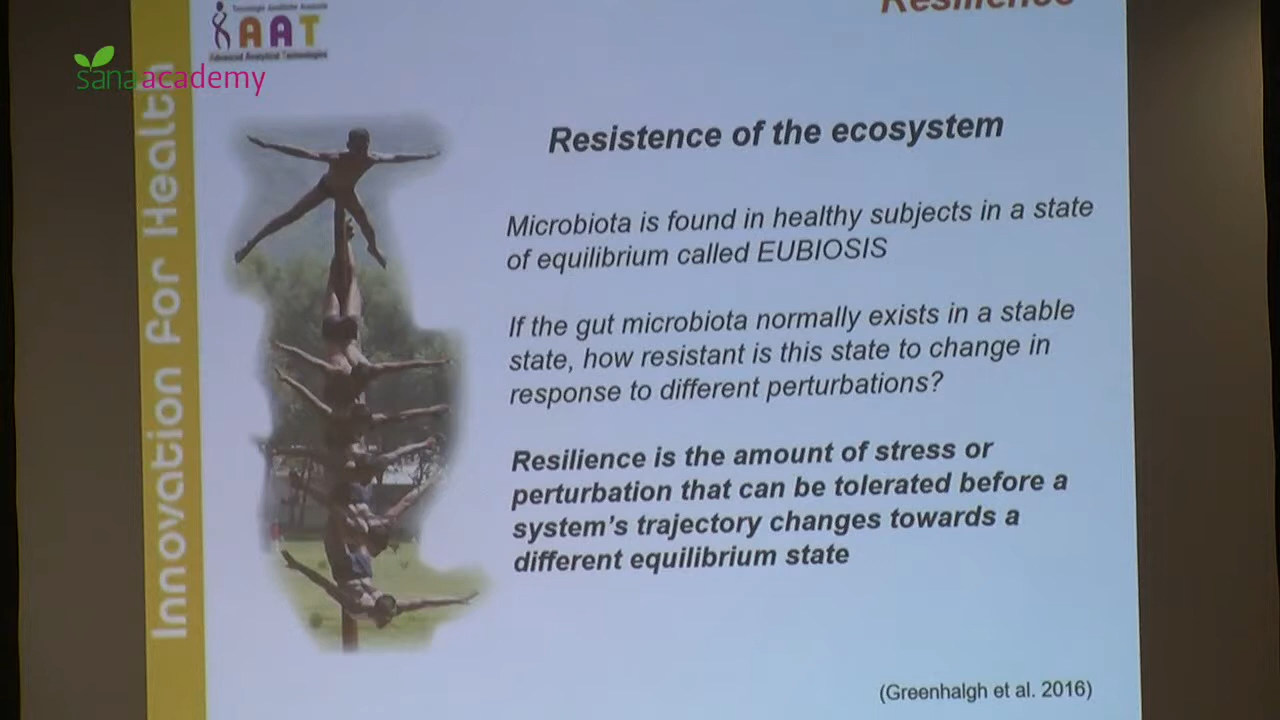 Resilience
AAT
Advanced Analytical Technologies
sanaacademy
Innovation for Health
Resistence of the ecosystem
Microbiota is found in healthy subjects in a state
of equilibrium called EUBIOSIS
If the gut microbiota normally exists in a stable
state, how resistant is this state to change in
response to different perturbations?
Resilience is the amount of stress or
perturbation that can be tolerated before a
system's trajectory changes towards a
different equilibrium state
(Greenhalgh et al. 2016)